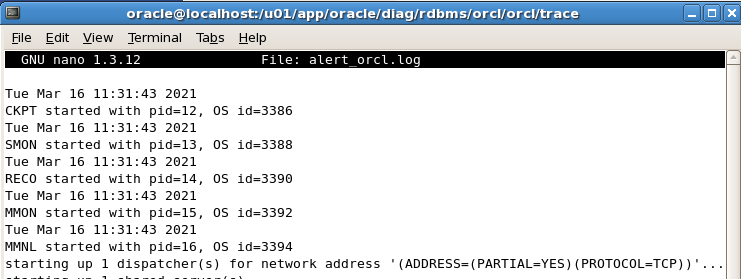 oracle@localhost:/u01/app/oracle/diag/rdbms/orcl/orcl/trace
File Edit View Terminal Tabs Help
GNU nano 1.3.12 File: alert_orcl.log
Tue Mar 16 11:31:43 2021
CKPT started with pid=12, OS id=3386
Tue Mar 16 11:31:43 2021
SMON started with pid=13, OS id=3388
Tue Mar 16 11:31:43 2021
RECO started with pid=14, OS id=3390
Tue Mar 16 11:31:43 2021
MMON started with pid=15, OS id=3392
Tue Mar 16 11:31:43 2021
MMNL started with pid=16, OS id=3394
starting up 1 dispatcher(s) for network address '(ADDRESS=(PARTIAL=YES)(PROTOCOL=TCP))'...
starting up 1 shared server(s)